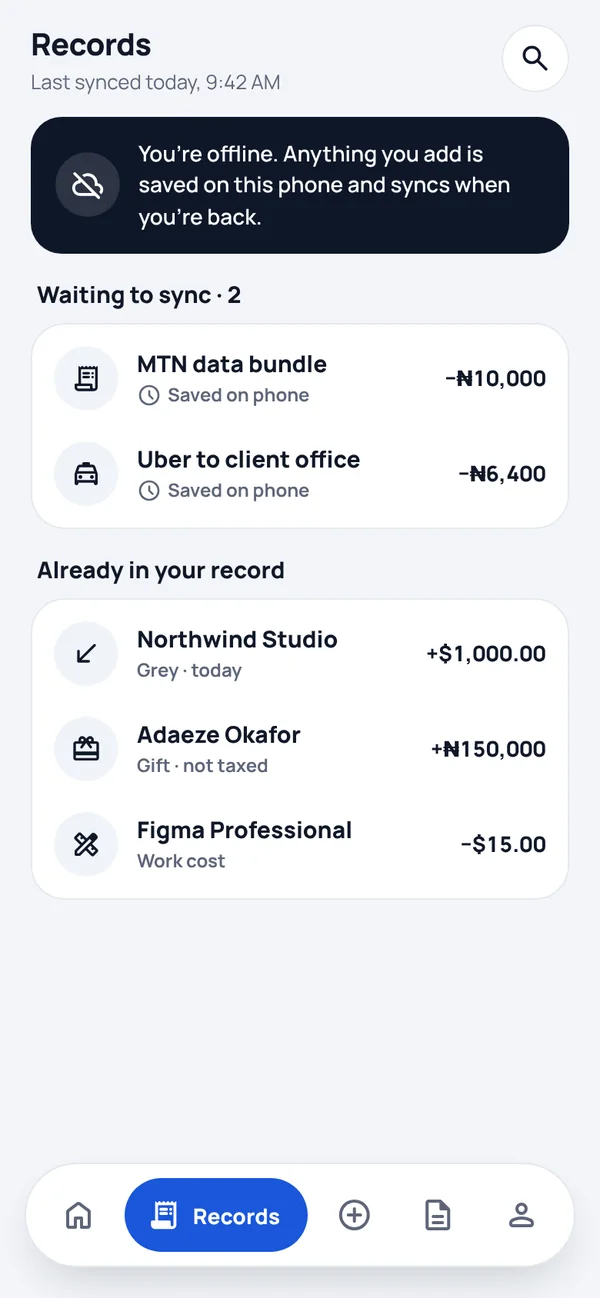 Records
Last synced today, 9:42 AM
You're offline. Anything you add is
saved on this phone and syncs when
you're back.
Waiting to sync · 2
MTN data bundle
−₦10,000
Saved on phone
Uber to client office
−₦6,400
Saved on phone
Already in your record
Northwind Studio
+$1,000.00
Grey · today
Adaeze Okafor
+₦150,000
Gift · not taxed
Figma Professional
−$15.00
Work cost
Records